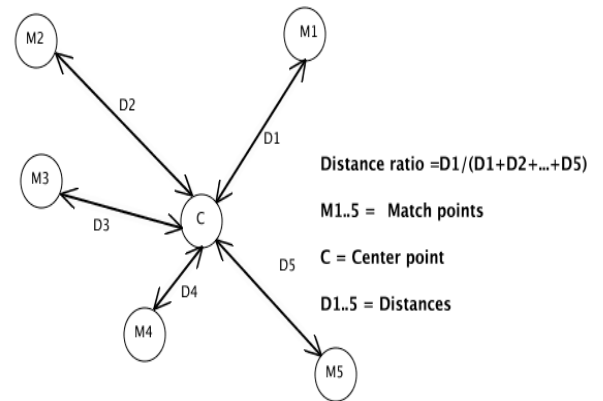 M2
M1
D2
D1
Distance ratio =D1/(D1+D2+...+D5)
M3
M1..5 = Match points
C
D3
C = Center point
D5
D4
D1..5 = Distances
M4
M5